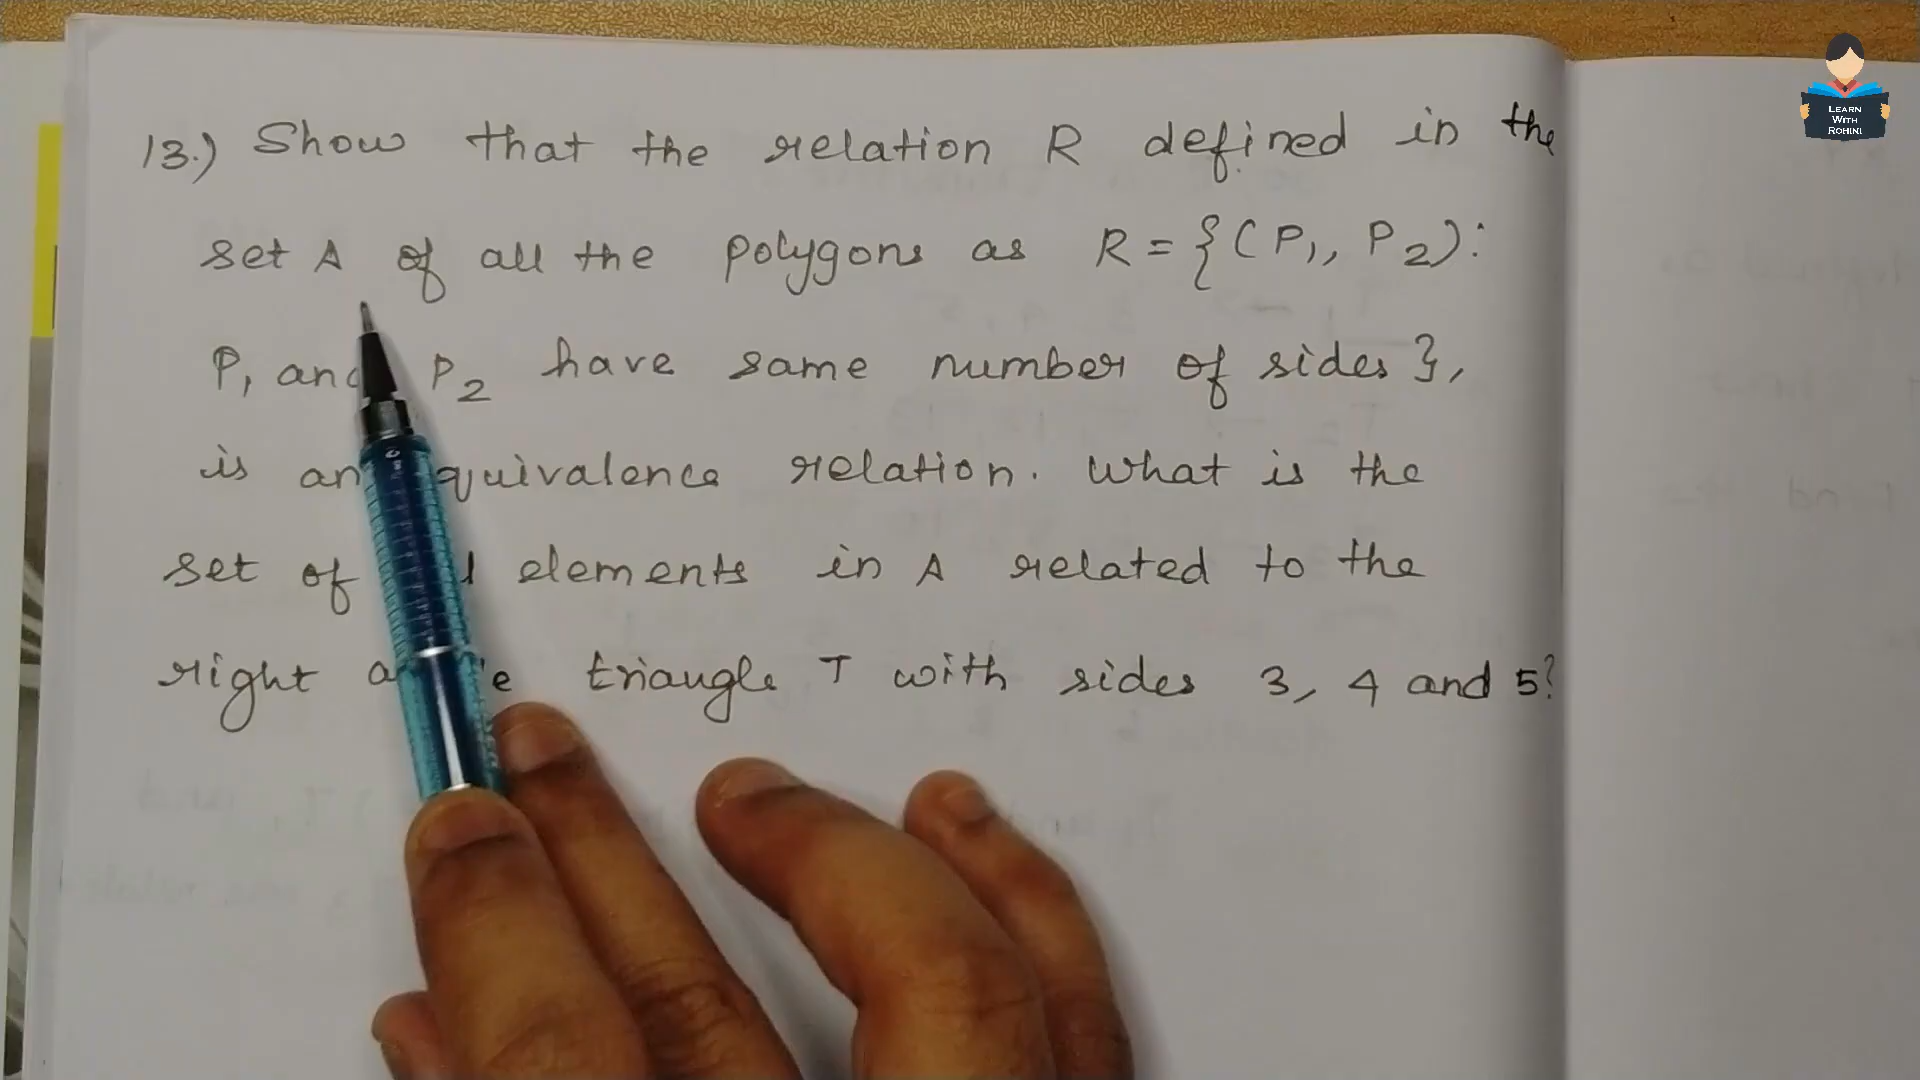 13.) Show that the relation R defined in the
set A of all the polygons as R = { (P1, P2) :
P1 and P2 have same number of sides },
is an equivalence relation. What is the
set of elements in A related to the
right triangle T with sides 3, 4 and 5?
LEARN
WITH
ROHINI